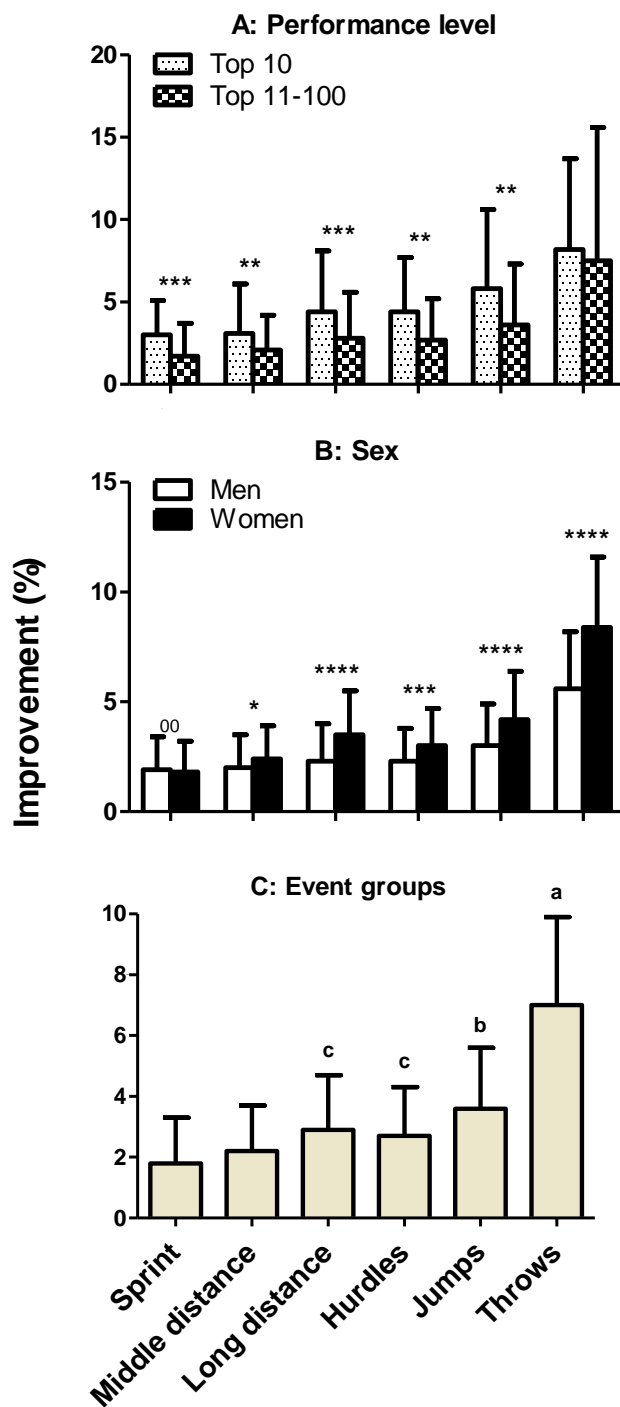 A: Performance level
20
Top 10
Top 11-100
15
10
**
***
**
***
**
5
0
B: Sex
15
Men
Women
****
10
****
****
***
5
*
oo
0
Improvement (%)
C: Event groups
10
a
8
6
b
c
c
4
2
0
Sprint
Middle distance
Long distance
Hurdles
Jumps
Throws